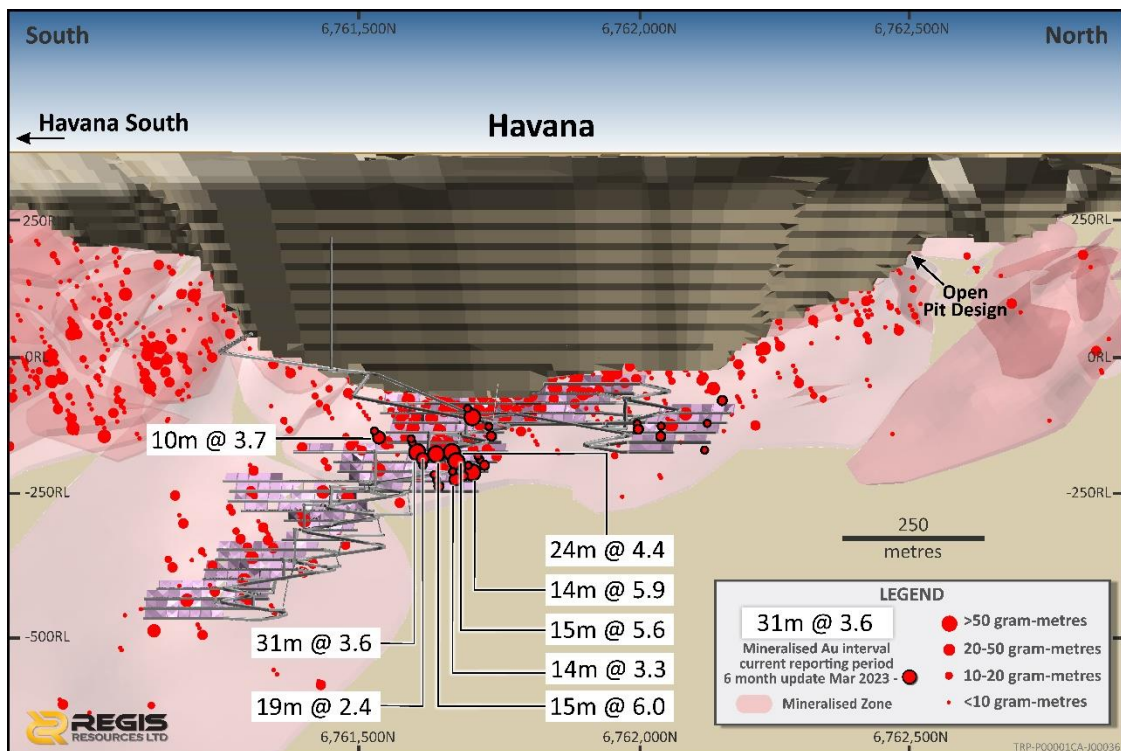 South
6,761,500N
6,762,000N
6,762,500N
North
Havana South
Havana
250RL
250RL
Open
Pit Design
0RL
0RL
10m @ 3.7
-250RL
-250RL
250
metres
24m @ 4.4
14m @ 5.9
15m @ 5.6
31m @ 3.6
14m @ 3.3
19m @ 2.4
15m @ 6.0
-500RL
-500RL
LEGEND
31m @ 3.6
Mineralised Au interval
current reporting period
6 month update Mar 2023 -
Mineralised Zone
>50 gram-metres
20-50 gram-metres
10-20 gram-metres
<10 gram-metres
REGIS
RESOURCES LTD
6,761,500N
6,762,000N
6,762,500N
TRP-P00901CA-J00036